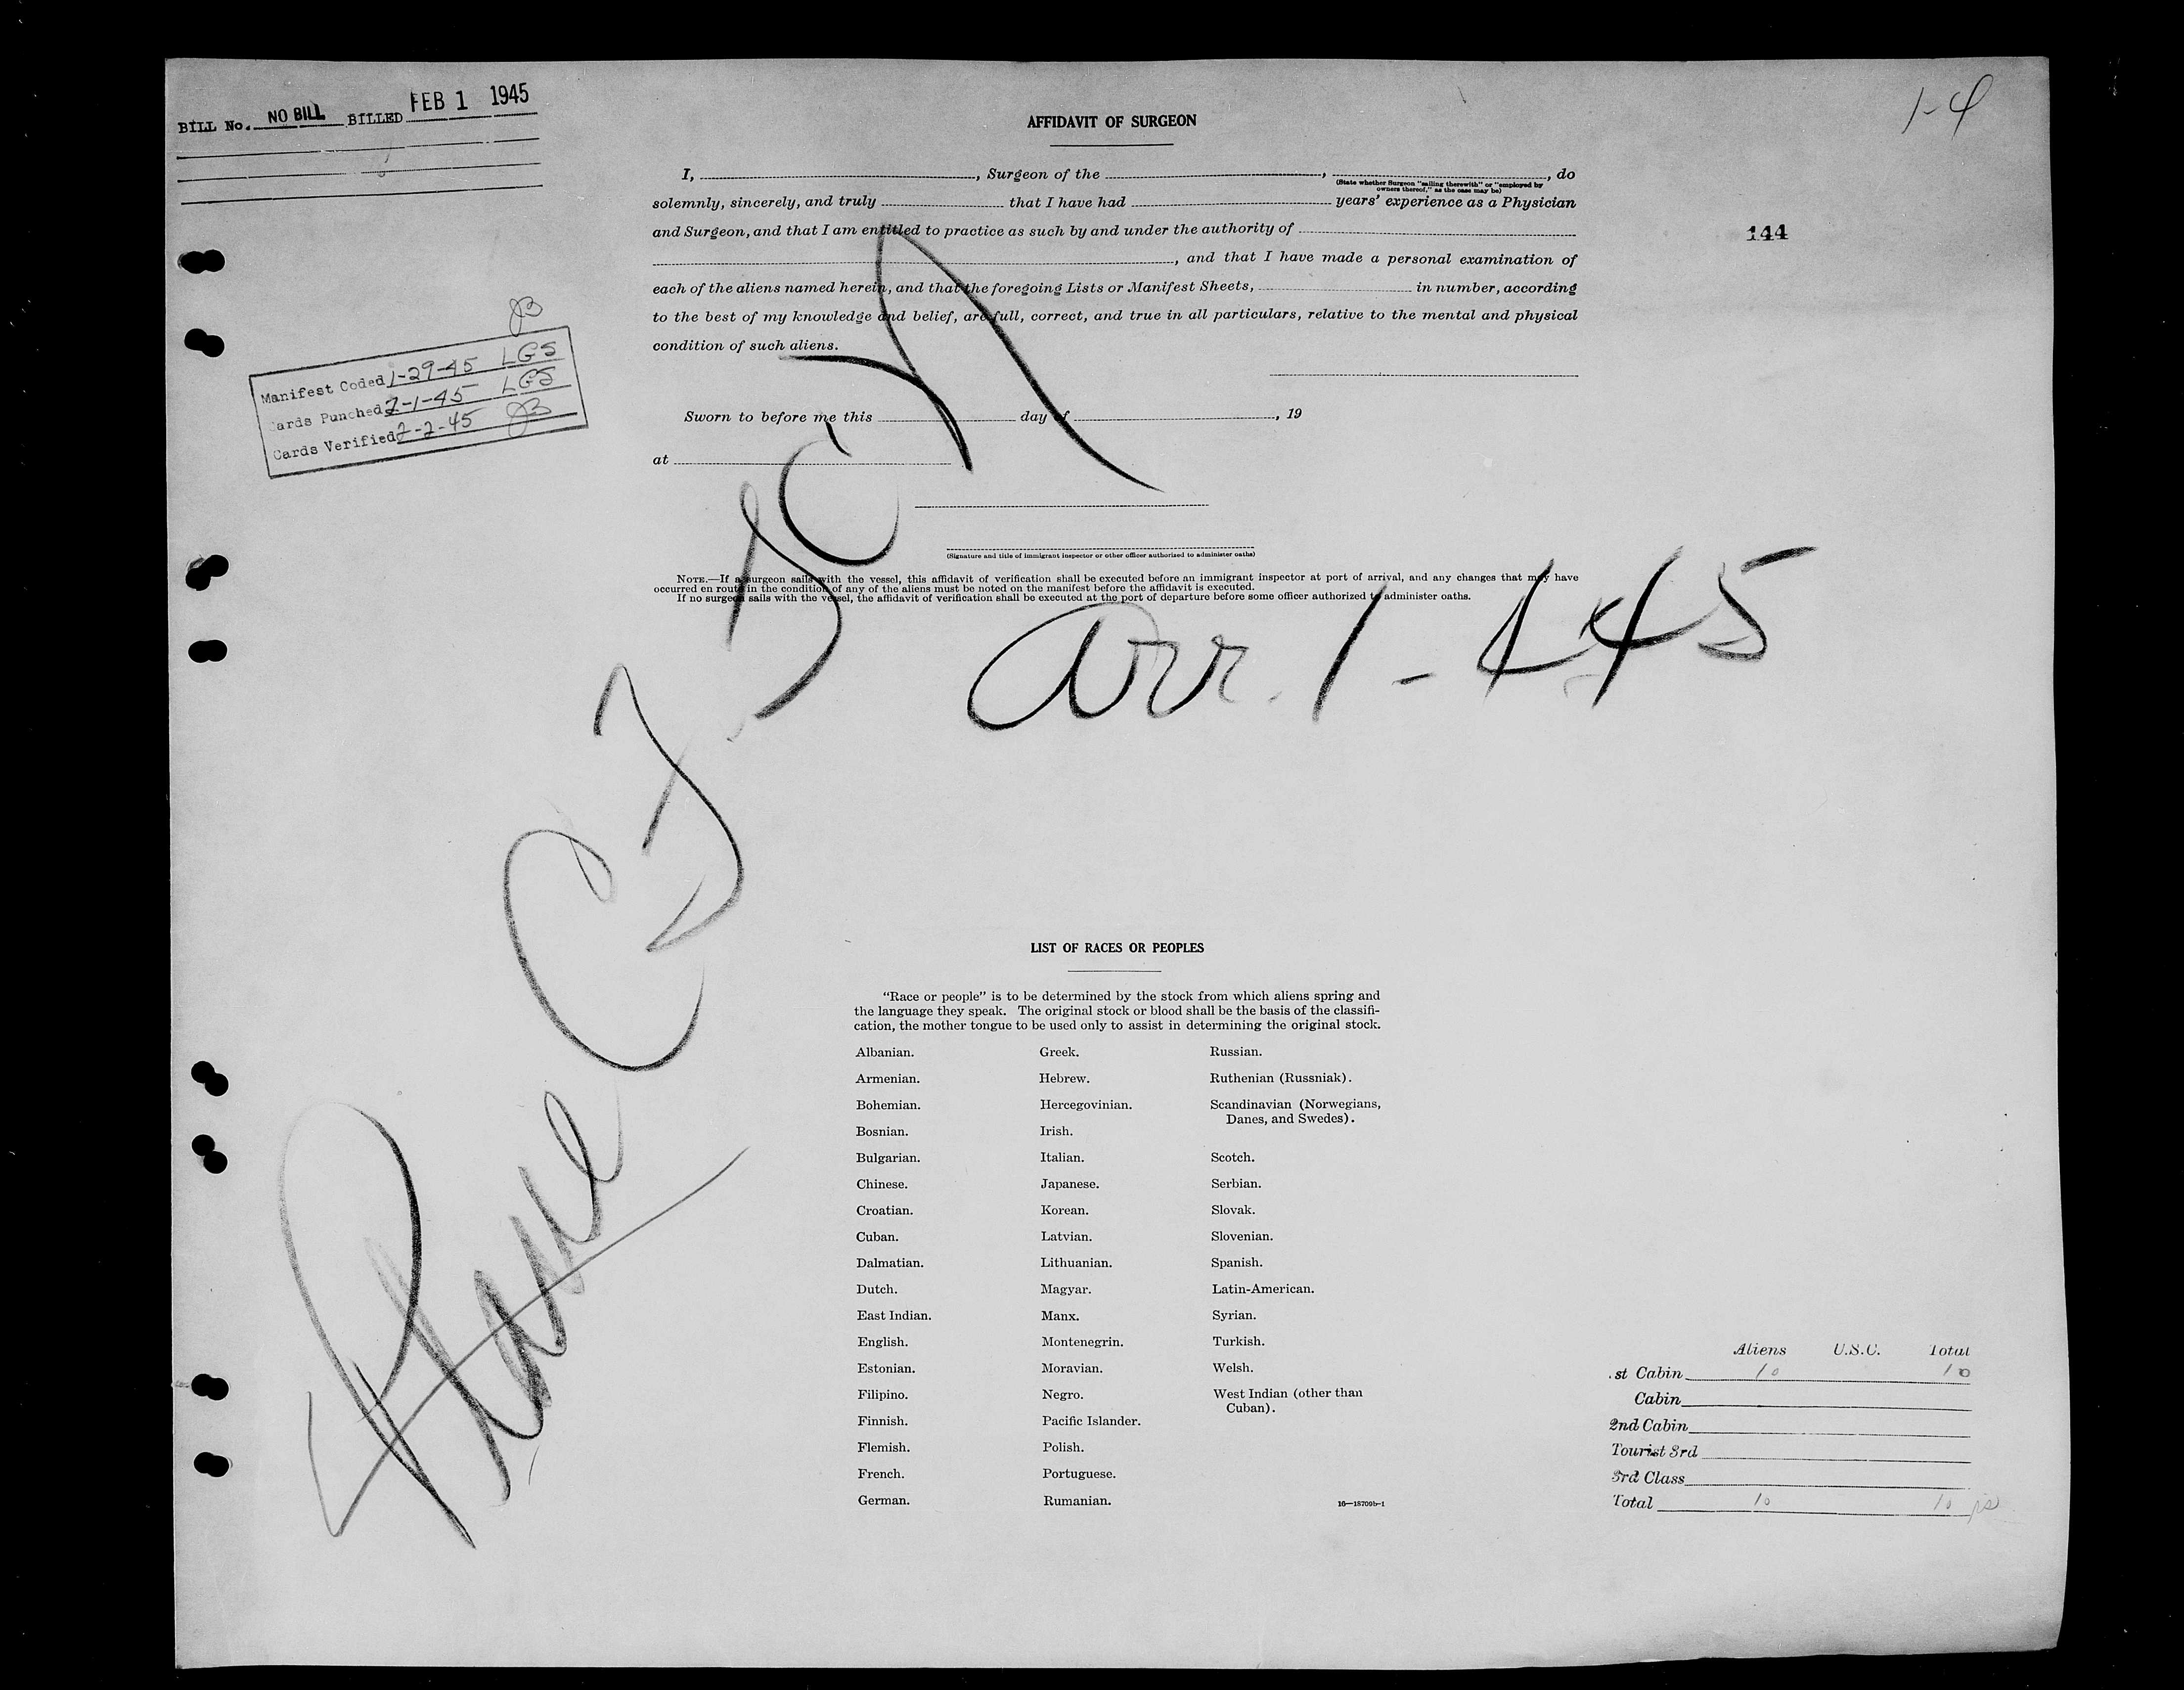 BILL No. NO BILL BILLED FEB 1 1945
1-4
144
AFFIDAVIT OF SURGEON
I, , Surgeon of the , , do
(State whether Surgeon "sailing therewith" or "employed by
owners thereof," as the case may be)
solemnly, sincerely, and truly that I have had years' experience as a Physician
and Surgeon, and that I am entitled to practice as such by and under the authority of
, and that I have made a personal examination of
each of the aliens named herein, and that the foregoing Lists or Manifest Sheets, in number, according
to the best of my knowledge and belief, are full, correct, and true in all particulars, relative to the mental and physical
condition of such aliens.
JB
Manifest Coded 1-29-45 LGS
Cards Punched 2-1-45 LGS
Cards Verified 2-2-45 JB
Sworn to before me this day of , 19
at
(Signature and title of immigrant inspector or other officer authorized to administer oaths)
NOTE.—If a surgeon sails with the vessel, this affidavit of verification shall be executed before an immigrant inspector at port of arrival, and any changes that may have
occurred en route in the condition of any of the aliens must be noted on the manifest before the affidavit is executed.
If no surgeon sails with the vessel, the affidavit of verification shall be executed at the port of departure before some officer authorized to administer oaths.
Plane
Arr. 1-4-45
LIST OF RACES OR PEOPLES
"Race or people" is to be determined by the stock from which aliens spring and
the language they speak. The original stock or blood shall be the basis of the classifi-
cation, the mother tongue to be used only to assist in determining the original stock.
Albanian.
Armenian.
Bohemian.
Bosnian.
Bulgarian.
Chinese.
Croatian.
Cuban.
Dalmatian.
Dutch.
East Indian.
English.
Estonian.
Filipino.
Finnish.
Flemish.
French.
German.
Greek.
Hebrew.
Hercegovinian.
Irish.
Italian.
Japanese.
Korean.
Latvian.
Lithuanian.
Magyar.
Manx.
Montenegrin.
Moravian.
Negro.
Pacific Islander.
Polish.
Portuguese.
Rumanian.
Russian.
Ruthenian (Russniak).
Scandinavian (Norwegians,
Danes, and Swedes).
Scotch.
Serbian.
Slovak.
Slovenian.
Spanish.
Latin-American.
Syrian.
Turkish.
Welsh.
West Indian (other than
Cuban).
16—18709b-1
Aliens U.S.C. Total
st Cabin 10 10
Cabin
2nd Cabin
Tourist 3rd
3rd Class
Total 10 10